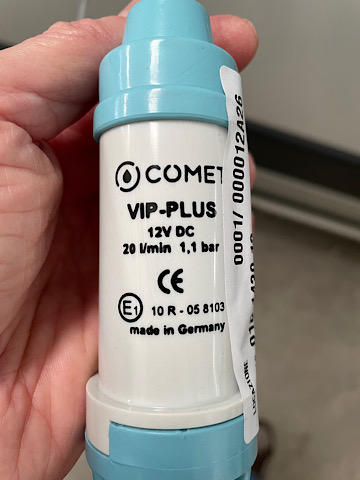 COMET
VIP-PLUS
12V DC
20 l/min 1,1 bar
CE
E1 10 R - 05 8103
made in Germany
0001/ 000012A26